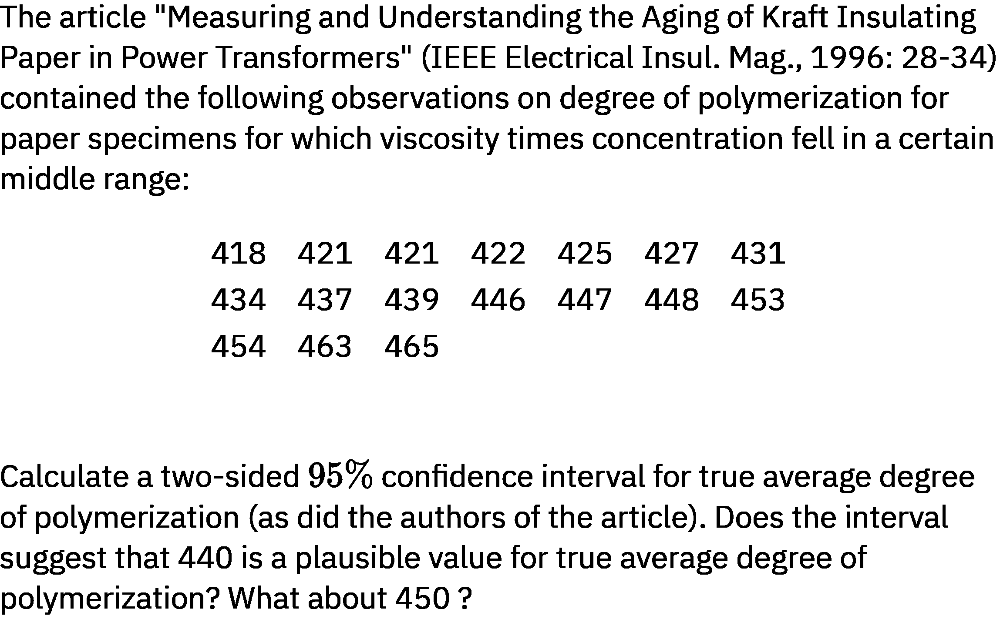 The article "Measuring and Understanding the Aging of Kraft Insulating
Paper in Power Transformers" (IEEE Electrical Insul. Mag., 1996: 28-34)
contained the following observations on degree of polymerization for
paper specimens for which viscosity times concentration fell in a certain
middle range:
418 421 421 422 425 427 431
434 437 439 446 447 448 453
454 463 465
Calculate a two-sided 95% confidence interval for true average degree
of polymerization (as did the authors of the article). Does the interval
suggest that 440 is a plausible value for true average degree of
polymerization? What about 450 ?